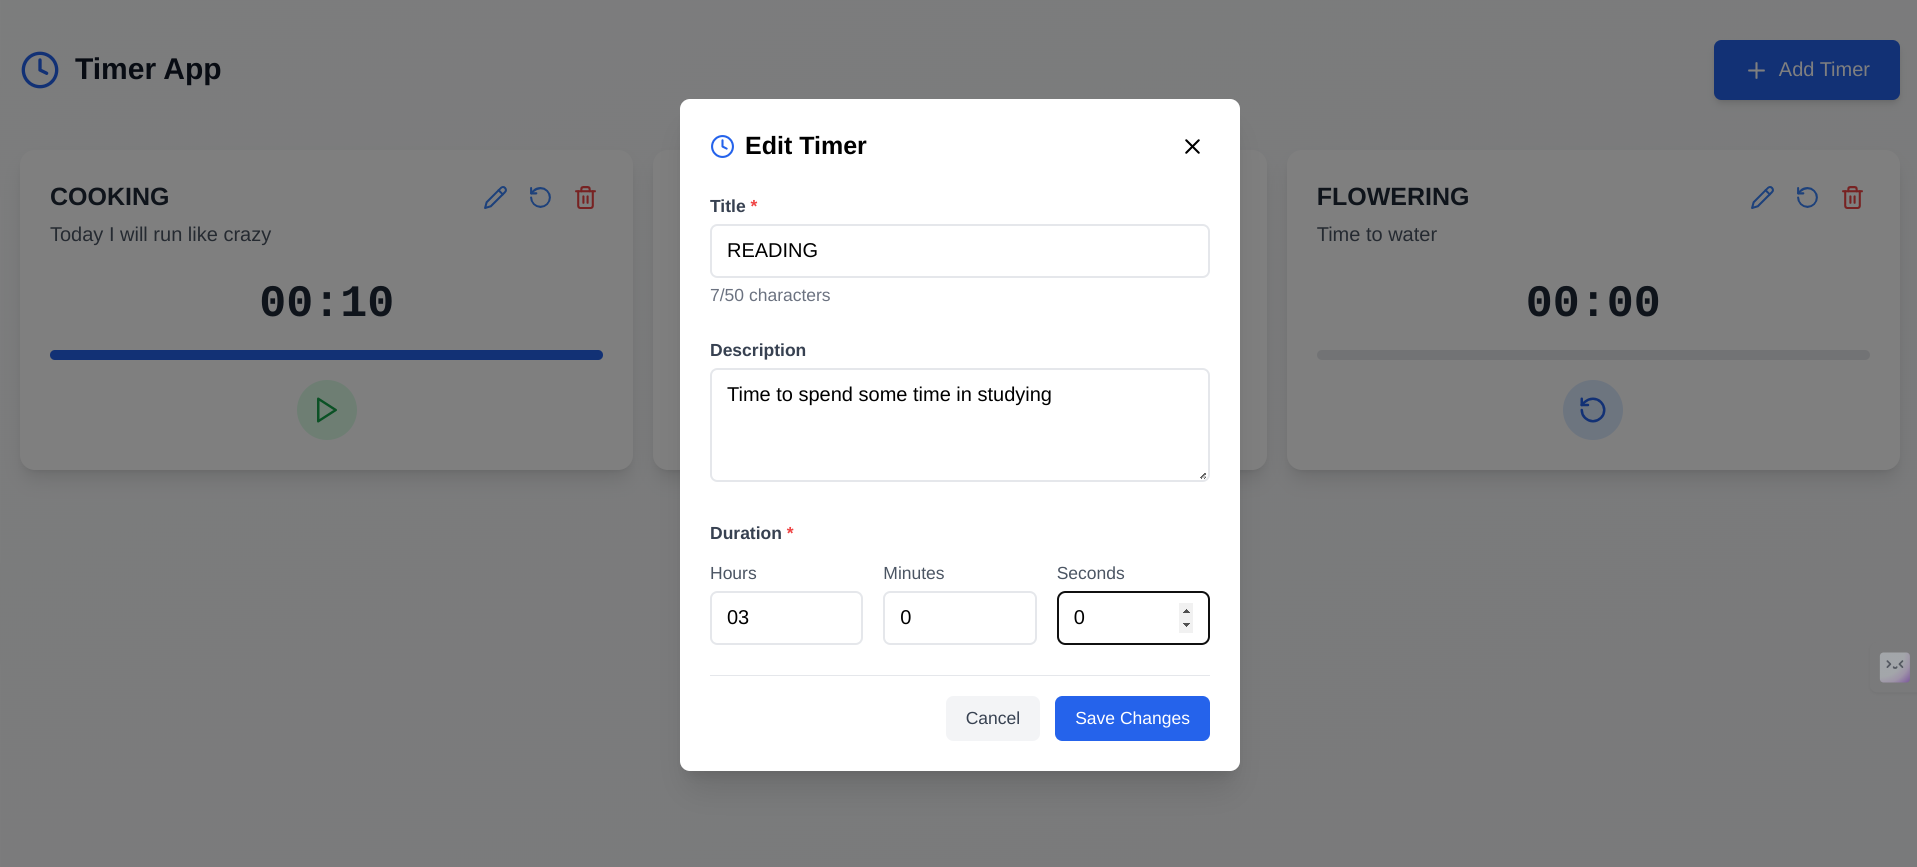 Timer App
Add Timer
COOKING
Today I will run like crazy
00:10
FLOWERING
Time to water
00:00
Edit Timer
Title *
READING
7/50 characters
Description
Time to spend some time in studying
Duration *
Hours Minutes Seconds
03 0 0
Cancel Save Changes